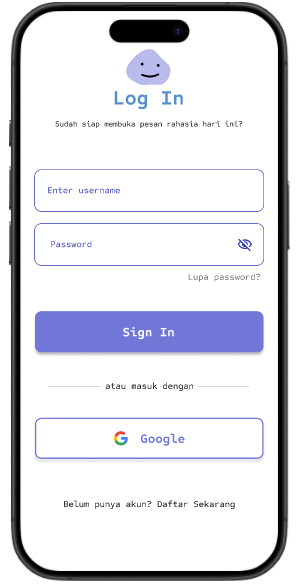 Log In
Sudah siap membuka pesan rahasia hari ini?
Enter username
Password
Lupa password?
Sign In
atau masuk dengan
Google
Belum punya akun? Daftar Sekarang